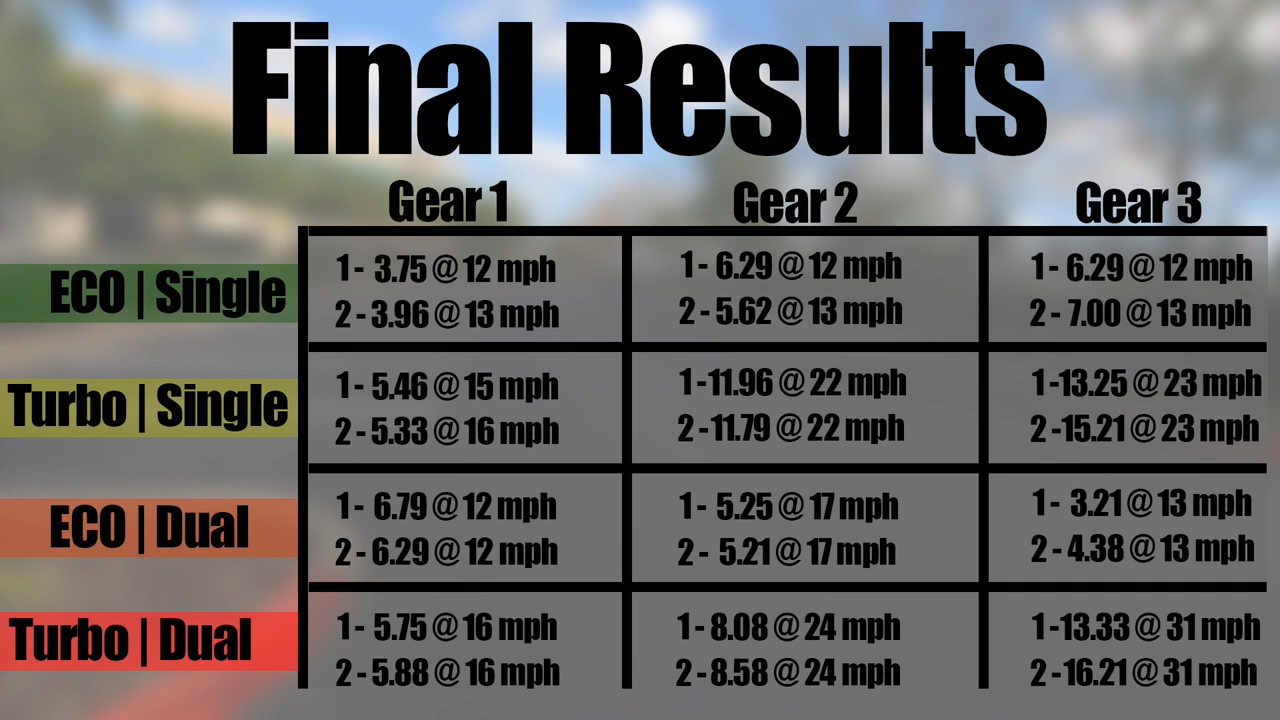 Final Results
Gear 1 Gear 2 Gear 3
ECO | Single
1 - 3.75 @ 12 mph
2 - 3.96 @ 13 mph
1 - 6.29 @ 12 mph
2 - 5.62 @ 13 mph
1 - 6.29 @ 12 mph
2 - 7.00 @ 13 mph
Turbo | Single
1 - 5.46 @ 15 mph
2 - 5.33 @ 16 mph
1 -11.96 @ 22 mph
2 -11.79 @ 22 mph
1 -13.25 @ 23 mph
2 -15.21 @ 23 mph
ECO | Dual
1 - 6.79 @ 12 mph
2 - 6.29 @ 12 mph
1 - 5.25 @ 17 mph
2 - 5.21 @ 17 mph
1 - 3.21 @ 13 mph
2 - 4.38 @ 13 mph
Turbo | Dual
1 - 5.75 @ 16 mph
2 - 5.88 @ 16 mph
1 - 8.08 @ 24 mph
2 - 8.58 @ 24 mph
1 -13.33 @ 31 mph
2 -16.21 @ 31 mph